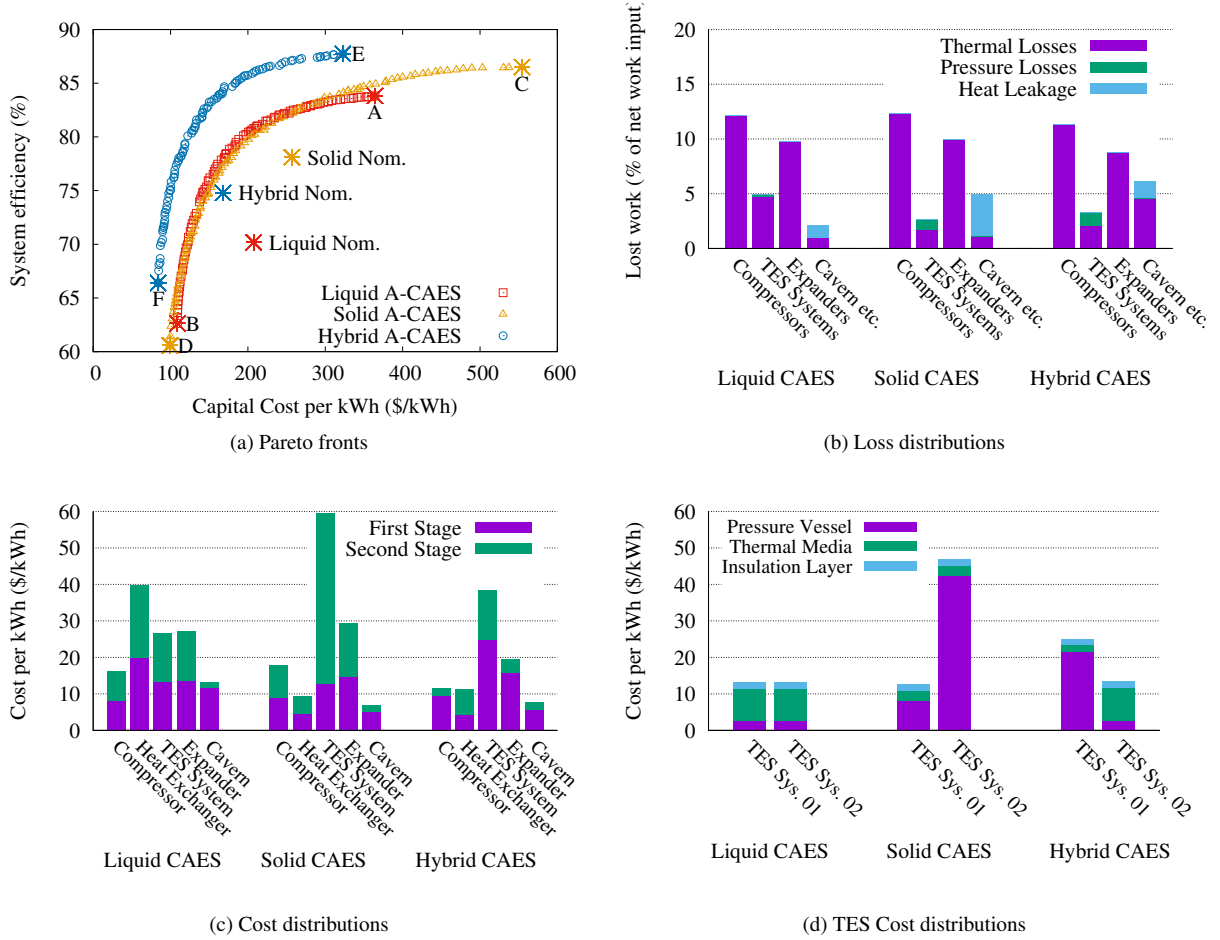 System efficiency (%)
90
85
80
75
70
65
60
0
100
200
300
400
500
600
E
C
A
Solid Nom.
Hybrid Nom.
Liquid Nom.
F
B
D
Liquid A-CAES
Solid A-CAES
Hybrid A-CAES
Capital Cost per kWh ($/kWh)
(a) Pareto fronts
Lost work (% of net work input)
20
15
10
5
0
Thermal Losses
Pressure Losses
Heat Leakage
Compressors
TES Systems
Expanders
Cavern etc.
Compressors
TES Systems
Expanders
Cavern etc.
Compressors
TES Systems
Expanders
Cavern etc.
Liquid CAES
Solid CAES
Hybrid CAES
(b) Loss distributions
Cost per kWh ($/kWh)
60
50
40
30
20
10
0
First Stage
Second Stage
Compressor
Heat Exchanger
TES System
Expander
Cavern
Compressor
Heat Exchanger
TES System
Expander
Cavern
Compressor
Heat Exchanger
TES System
Expander
Cavern
Liquid CAES
Solid CAES
Hybrid CAES
(c) Cost distributions
Cost per kWh ($/kWh)
60
50
40
30
20
10
0
Pressure Vessel
Thermal Media
Insulation Layer
TES Sys. 01
TES Sys. 02
TES Sys. 01
TES Sys. 02
TES Sys. 01
TES Sys. 02
Liquid CAES
Solid CAES
Hybrid CAES
(d) TES Cost distributions